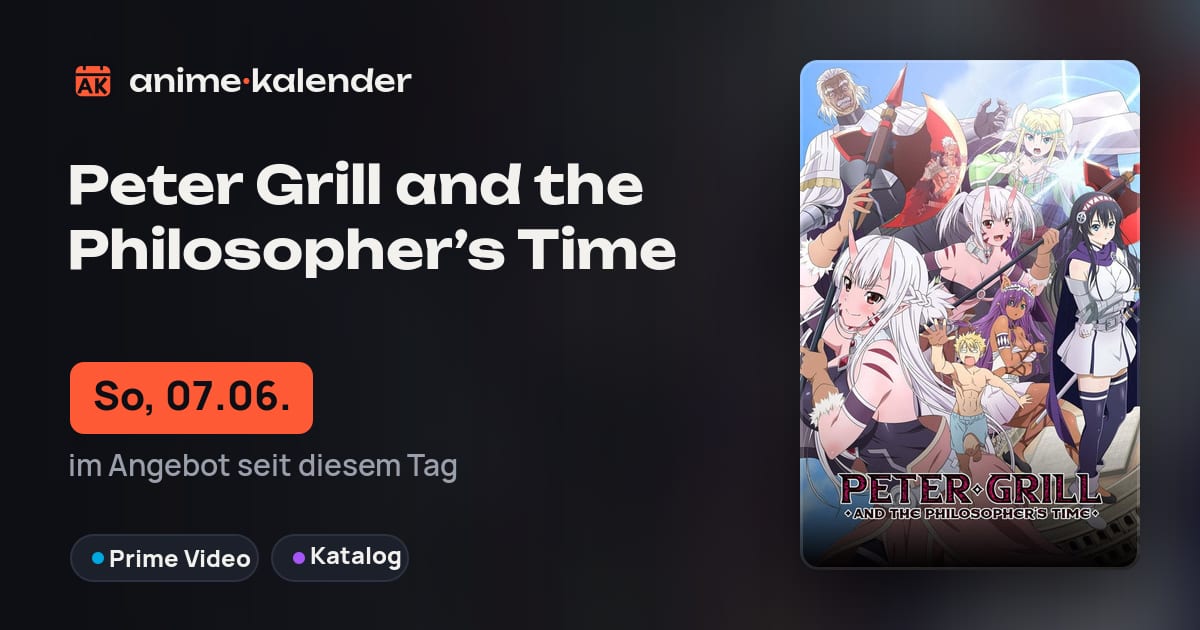 AK
anime·kalender
Peter Grill and the
Philosopher’s Time
So, 07.06.
im Angebot seit diesem Tag
Prime Video
Katalog
PETER GRILL
AND THE PHILOSOPHER'S TIME